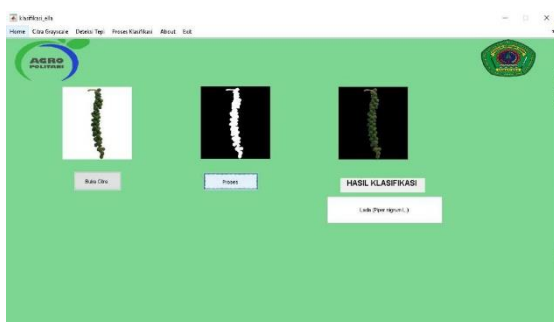 klasifikasi_alfa
Home Citra Grayscale Deteksi Tepi Proses Klasifikasi About Exit
AGRO
POLITANI
Buka Citra
Proses
HASIL KLASIFIKASI
Lada (Piper nigrum L.)